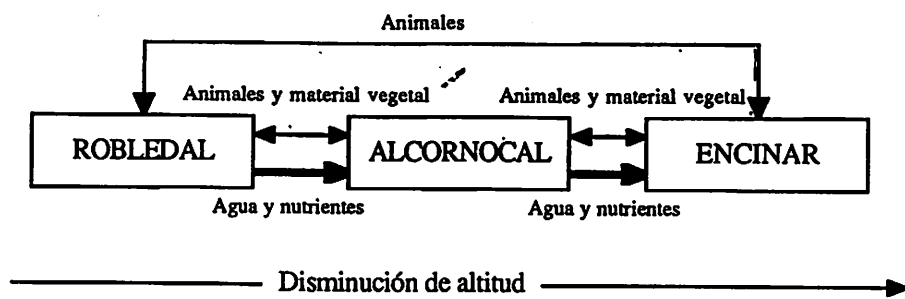 Animales
Animales y material vegetal
Animales y material vegetal
ROBLEDAL
ALCORNOCAL
ENCINAR
Agua y nutrientes
Agua y nutrientes
Disminución de altitud